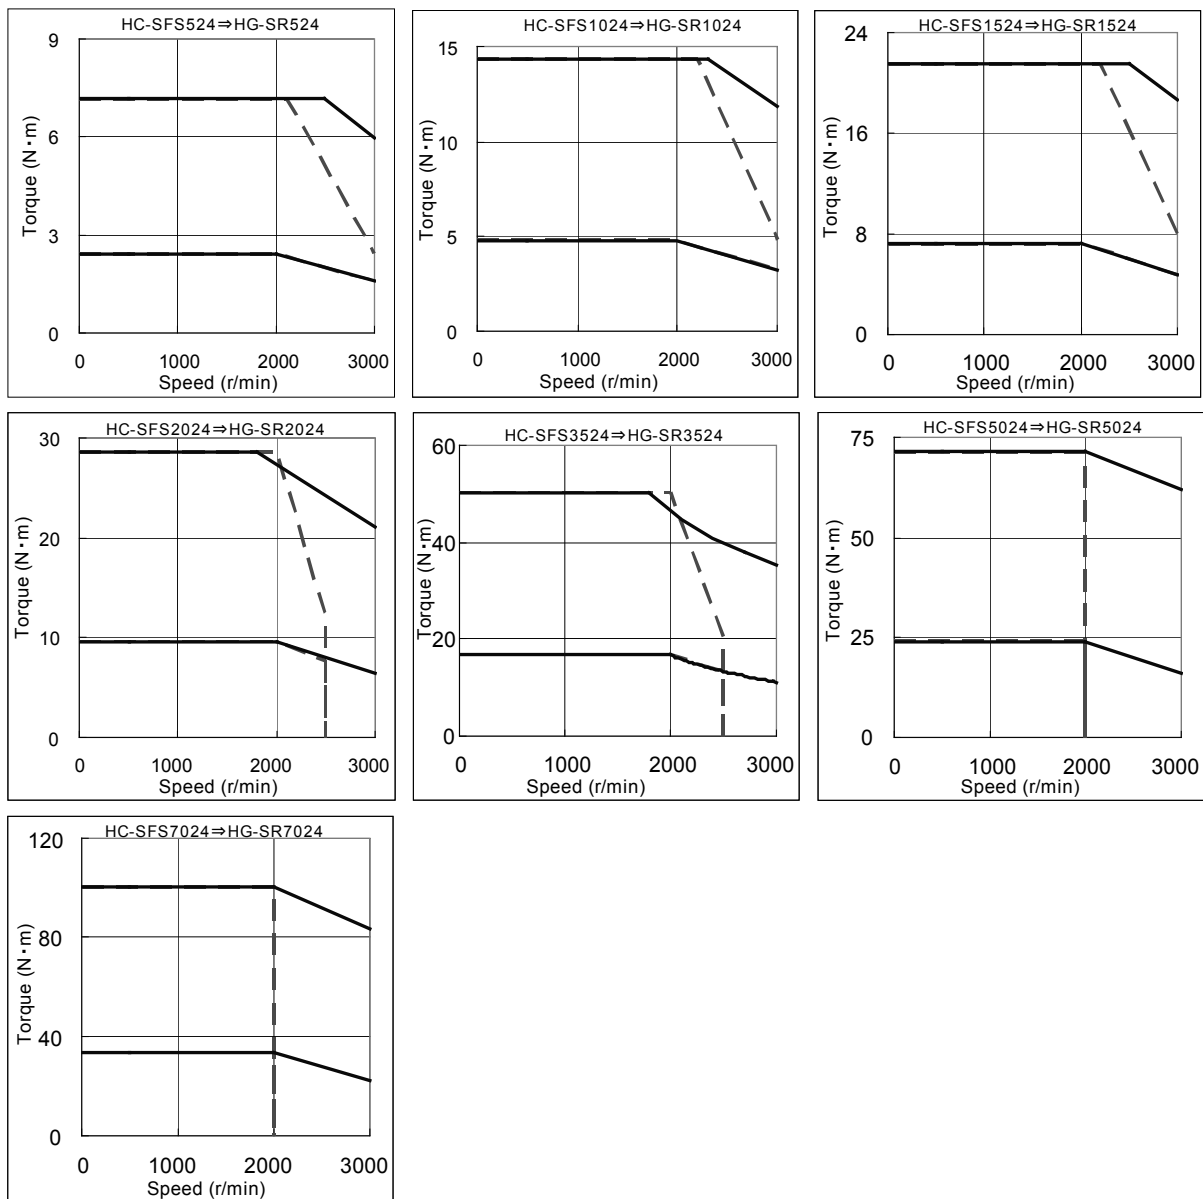 HC-SFS524⇒HG-SR524
9
6
3
0
Torque (N・m)
0 1000 2000 3000
Speed (r/min)
HC-SFS1024⇒HG-SR1024
15
10
5
0
Torque (N・m)
0 1000 2000 3000
Speed (r/min)
HC-SFS1524⇒HG-SR1524
24
16
8
0
Torque (N・m)
0 1000 2000 3000
Speed (r/min)
HC-SFS2024⇒HG-SR2024
30
20
10
0
Torque (N・m)
0 1000 2000 3000
Speed (r/min)
HC-SFS3524⇒HG-SR3524
60
40
20
0
Torque (N・m)
0 1000 2000 3000
Speed (r/min)
HC-SFS5024⇒HG-SR5024
75
50
25
0
Torque (N・m)
0 1000 2000 3000
Speed (r/min)
HC-SFS7024⇒HG-SR7024
120
80
40
0
Torque (N・m)
0 1000 2000 3000
Speed (r/min)